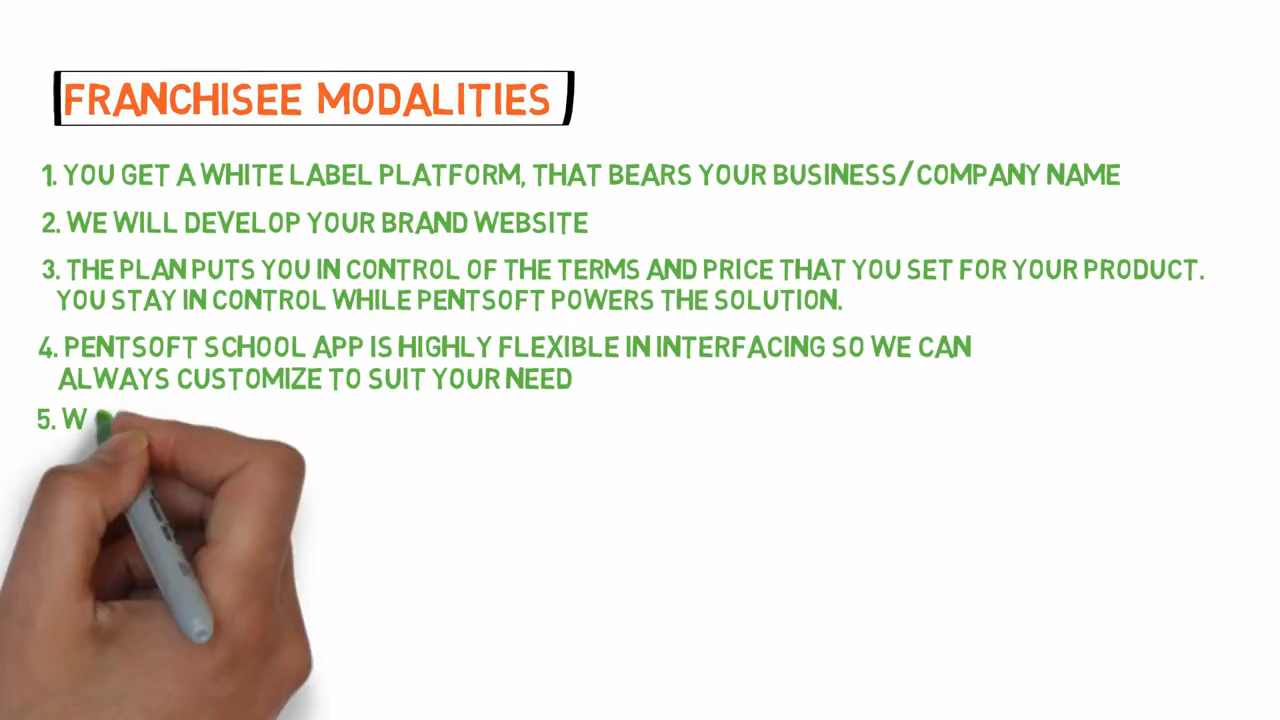 FRANCHISEE MODALITIES
1. YOU GET A WHITE LABEL PLATFORM, THAT BEARS YOUR BUSINESS/COMPANY NAME
2. WE WILL DEVELOP YOUR BRAND WEBSITE
3. THE PLAN PUTS YOU IN CONTROL OF THE TERMS AND PRICE THAT YOU SET FOR YOUR PRODUCT.
YOU STAY IN CONTROL WHILE PENTSOFT POWERS THE SOLUTION.
4. PENTSOFT SCHOOL APP IS HIGHLY FLEXIBLE IN INTERFACING SO WE CAN
ALWAYS CUSTOMIZE TO SUIT YOUR NEED
5. W